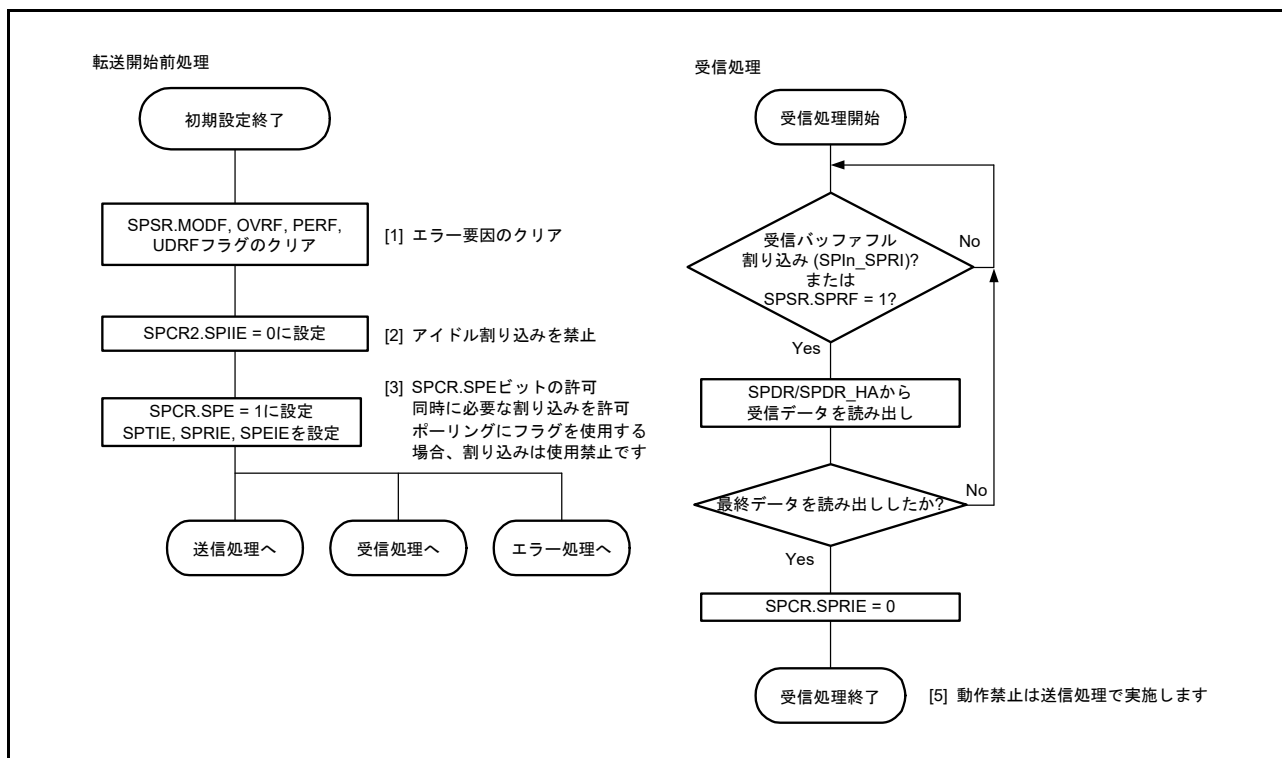 転送開始前処理
初期設定終了
SPSR.MODF, OVRF, PERF,
UDRFフラグのクリア
[1] エラー要因のクリア
SPCR2.SPIIE = 0に設定
[2] アイドル割り込みを禁止
SPCR.SPE = 1に設定
SPTIE, SPRIE, SPEIEを設定
[3] SPCR.SPEビットの許可
同時に必要な割り込みを許可
ポーリングにフラグを使用する
場合、割り込みは使用禁止です
送信処理へ
受信処理へ
エラー処理へ
受信処理
受信処理開始
受信バッファフル
割り込み (SPIn_SPRI)?
または
SPSR.SPRF = 1?
No
Yes
SPDR/SPDR_HAから
受信データを読み出し
最終データを読み出ししたか?
No
Yes
SPCR.SPRIE = 0
受信処理終了
[5] 動作禁止は送信処理で実施します